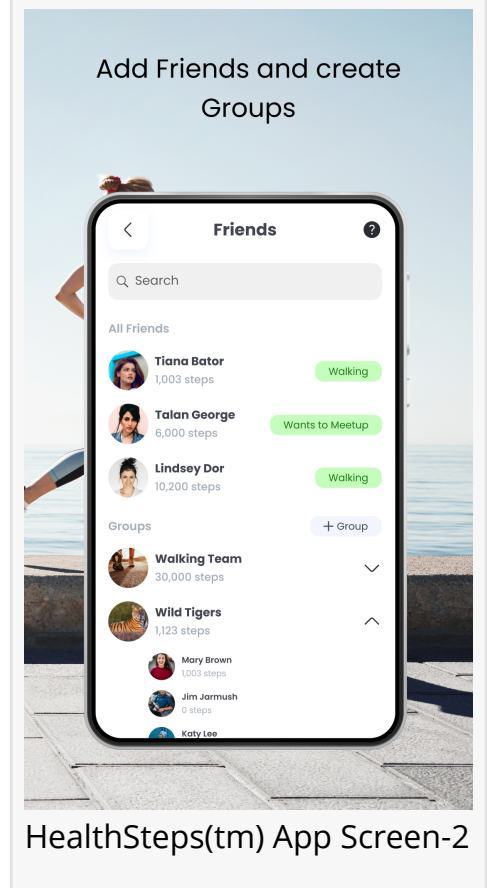 Add Friends and create
Groups
Friends
?
Search
All Friends
Tiana Bator
1,003 steps
Walking
Talan George
6,000 steps
Wants to Meetup
Lindsey Dor
10,200 steps
Walking
Groups
+ Group
Walking Team
30,000 steps
Wild Tigers
1,123 steps
Mary Brown
1,003 steps
Jim Jarmush
0 steps
Katy Lee
HealthSteps(tm) App Screen-2